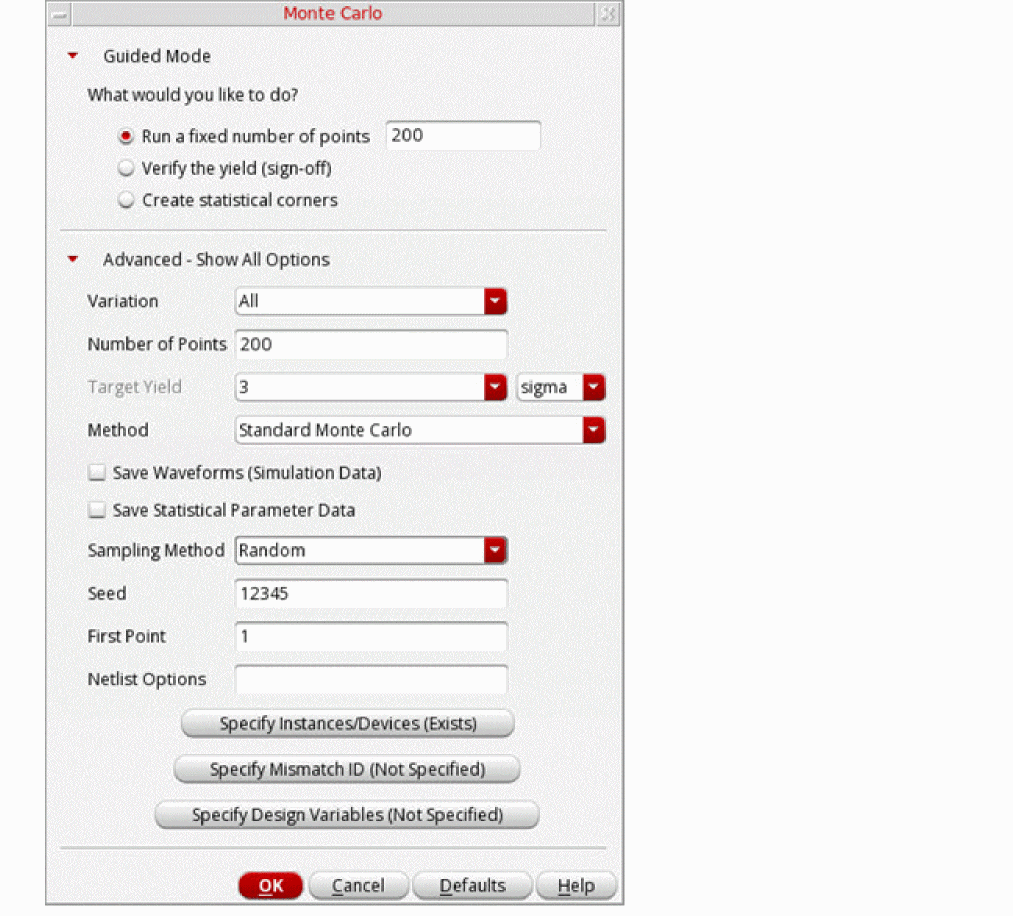 Monte Carlo
Guided Mode
What would you like to do?
Run a fixed number of points 200
Verify the yield (sign-off)
Create statistical corners
Advanced - Show All Options
Variation All
Number of Points 200
Target Yield 3 sigma
Method Standard Monte Carlo
Save Waveforms (Simulation Data)
Save Statistical Parameter Data
Sampling Method Random
Seed 12345
First Point 1
Netlist Options
Specify Instances/Devices (Exists)
Specify Mismatch ID (Not Specified)
Specify Design Variables (Not Specified)
OK Cancel Defaults Help